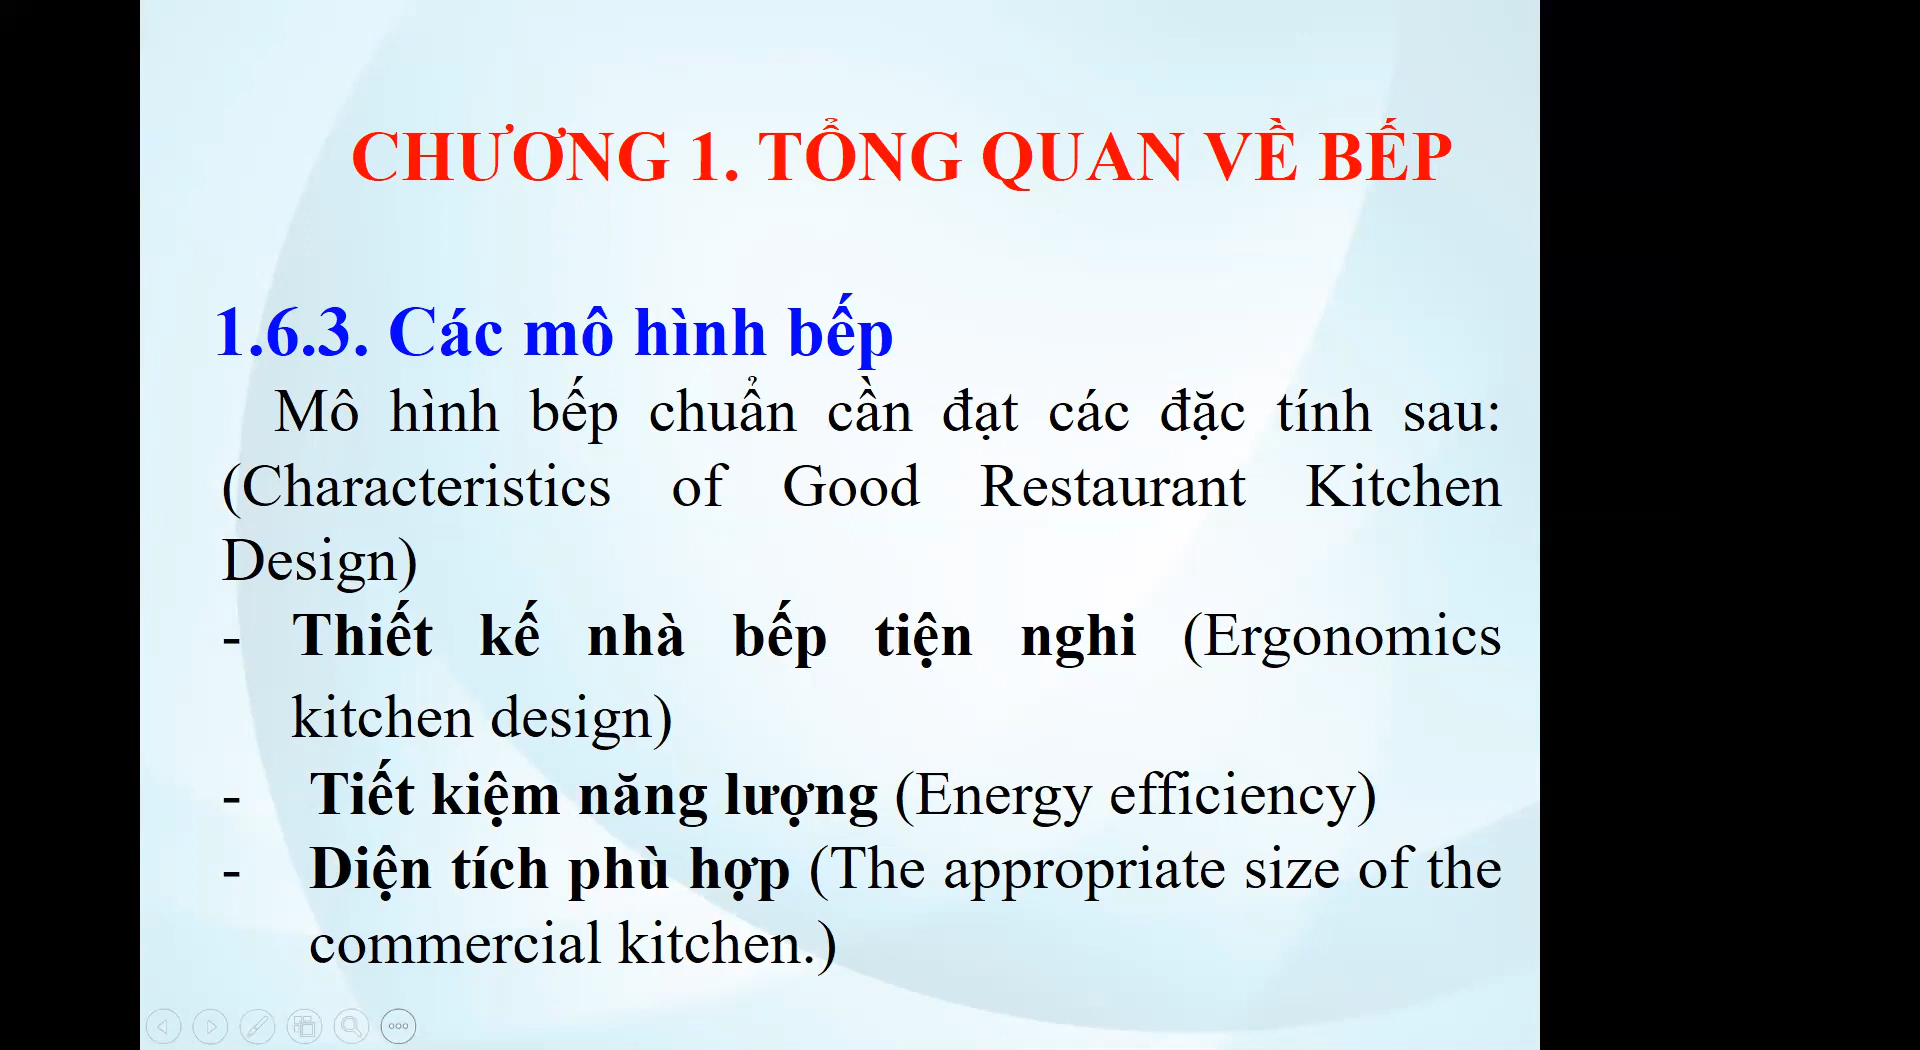 CHƯƠNG 1. TỔNG QUAN VỀ BẾP
1.6.3. Các mô hình bếp
Mô hình bếp chuẩn cần đạt các đặc tính sau:
(Characteristics of Good Restaurant Kitchen
Design)
- Thiết kế nhà bếp tiện nghi (Ergonomics
kitchen design)
- Tiết kiệm năng lượng (Energy efficiency)
- Diện tích phù hợp (The appropriate size of the
commercial kitchen.)